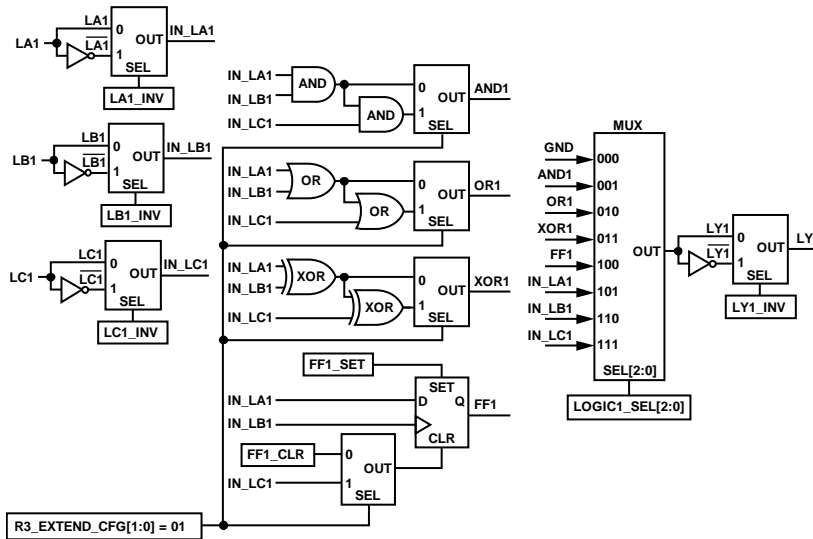 LA1
LA1
LA1
0
1
OUT
SEL
IN_LA1
LA1_INV
LB1
LB1
LB1
0
1
OUT
SEL
IN_LB1
LB1_INV
LC1
LC1
LC1
0
1
OUT
SEL
IN_LC1
LC1_INV
IN_LA1
IN_LB1
IN_LC1
AND
AND
0
1
OUT
SEL
AND1
IN_LA1
IN_LB1
IN_LC1
OR
OR
0
1
OUT
SEL
OR1
IN_LA1
IN_LB1
IN_LC1
XOR
XOR
0
1
OUT
SEL
XOR1
FF1_SET
IN_LA1
IN_LB1
SET
D Q
CLR
FF1
FF1_CLR
IN_LC1
0
1
OUT
SEL
R3_EXTEND_CFG[1:0] = 01
MUX
GND 000
AND1 001
OR1 010
XOR1 011
FF1 100
IN_LA1 101
IN_LB1 110
IN_LC1 111
OUT
SEL[2:0]
LOGIC1_SEL[2:0]
LY1
LY1
0
1
OUT
SEL
LY
LY1_INV